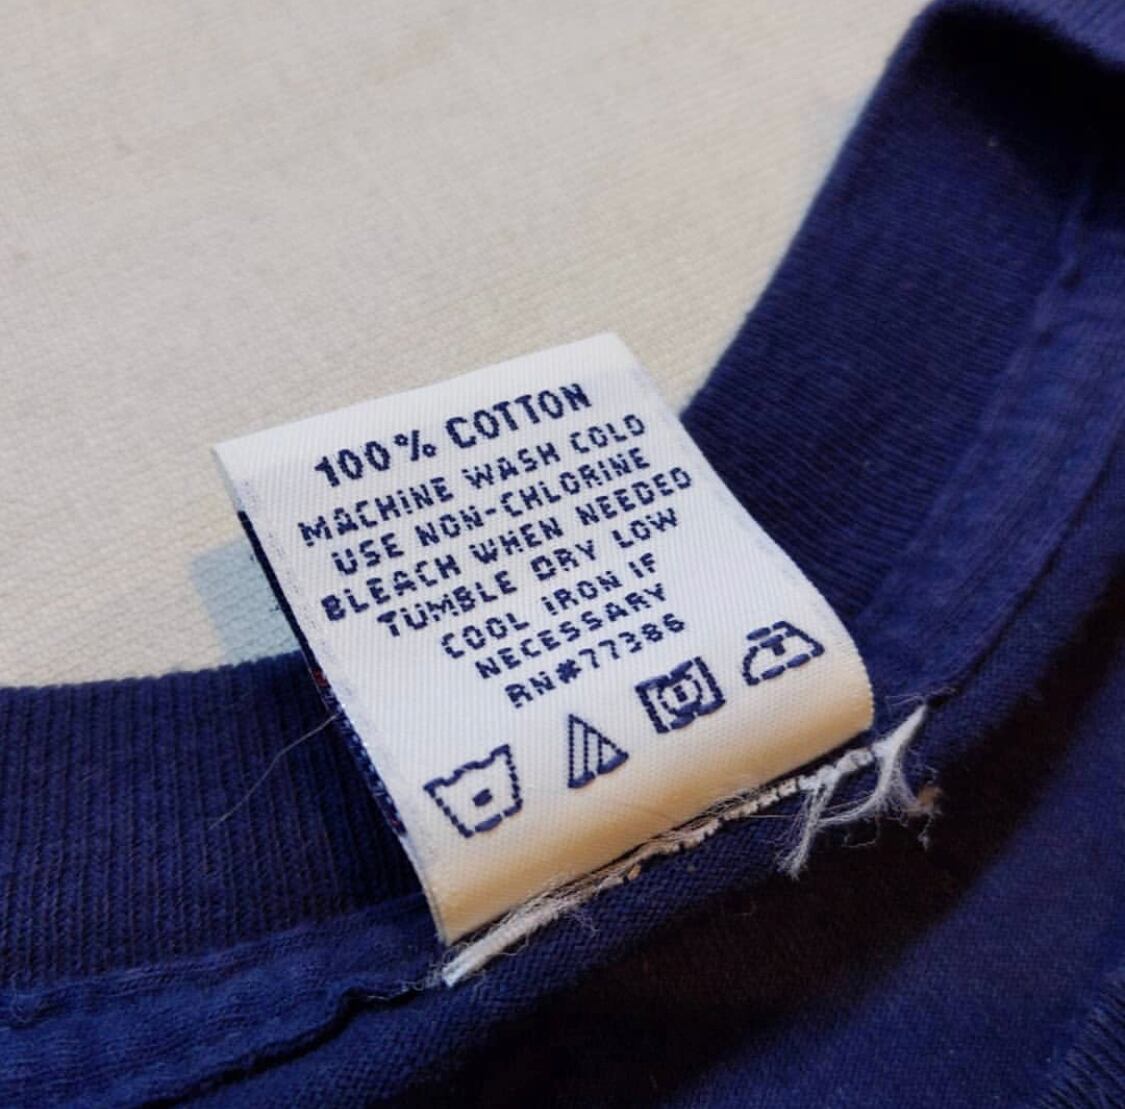 100% COTTON
MACHINE WASH COLD
USE NON-CHLORINE
BLEACH WHEN NEEDED
TUMBLE DRY LOW
COOL IRON IF
NECESSARY
RN#77386